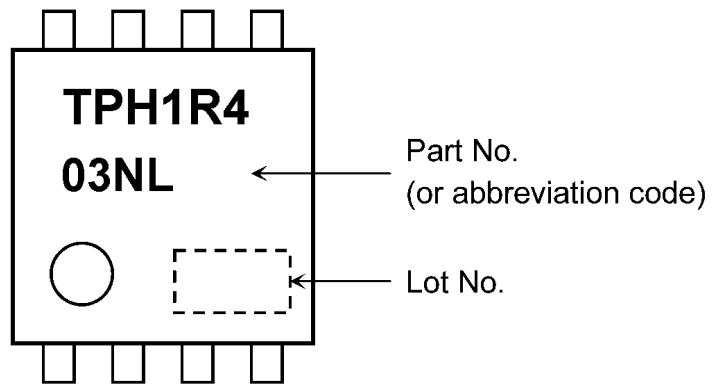 TPH1R4
03NL
Part No.
(or abbreviation code)
Lot No.